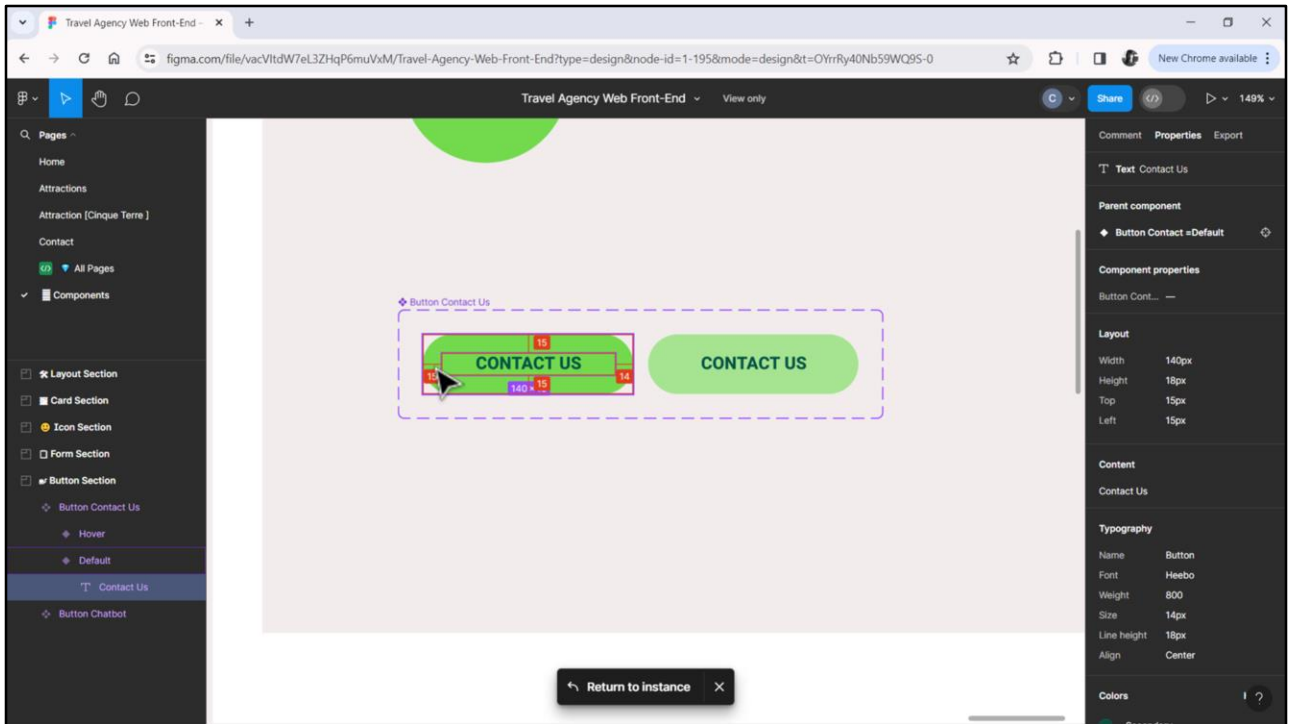 Travel Agency Web Front-End –
figma.com/file/vacVItdW7eL3ZHqP6muVxM/Travel-Agency-Web-Front-End?type=design&node-id=1-195&mode=design&t=OYrrRy40Nb59WQ9S-0
New Chrome available
Travel Agency Web Front-End
View only
C
Share
149%
Pages
Home
Attractions
Attraction [Cinque Terre ]
Contact
All Pages
Components
Layout Section
Card Section
Icon Section
Form Section
Button Section
Button Contact Us
Hover
Default
Contact Us
Button Chatbot
Button Contact Us
15
CONTACT US
CONTACT US
15
14
140 ×
15
Return to instance
Comment
Properties
Export
Text Contact Us
Parent component
Button Contact =Default
Component properties
Button Cont... —
Layout
Width 140px
Height 18px
Top 15px
Left 15px
Content
Contact Us
Typography
Name Button
Font Heebo
Weight 800
Size 14px
Line height 18px
Align Center
Colors
?